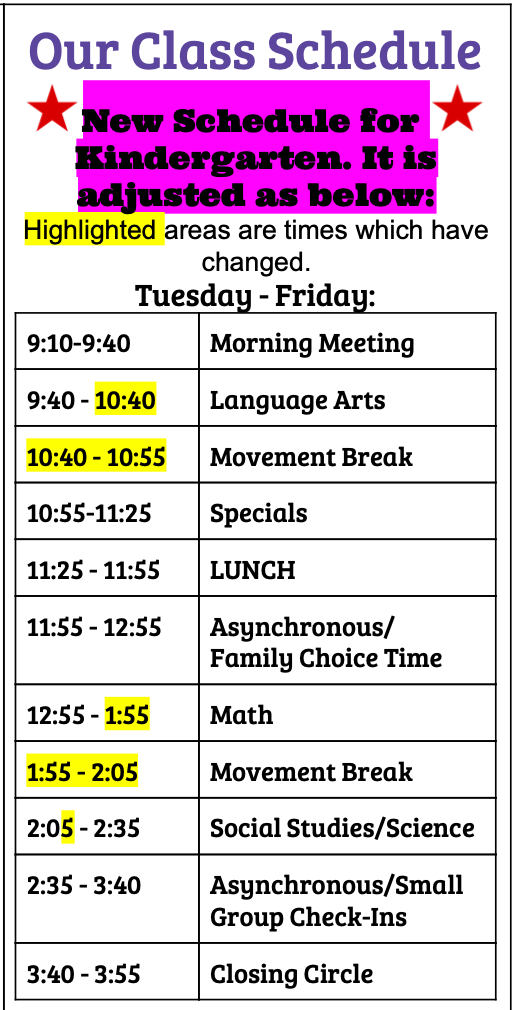 Our Class Schedule
New Schedule for
Kindergarten. It is
adjusted as below:
Highlighted areas are times which have
changed.
Tuesday - Friday:
9:10-9:40 Morning Meeting
9:40 - 10:40 Language Arts
10:40 - 10:55 Movement Break
10:55-11:25 Specials
11:25 - 11:55 LUNCH
11:55 - 12:55 Asynchronous/
Family Choice Time
12:55 - 1:55 Math
1:55 - 2:05 Movement Break
2:05 - 2:35 Social Studies/Science
2:35 - 3:40 Asynchronous/Small
Group Check-Ins
3:40 - 3:55 Closing Circle